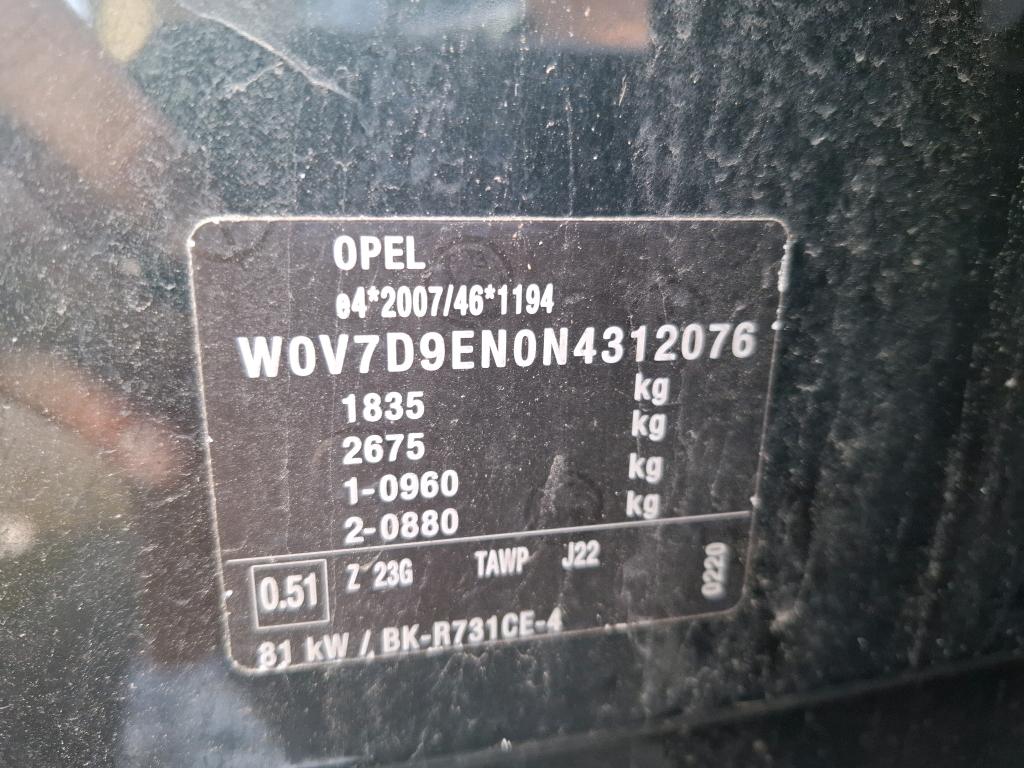 OPEL
e4*2007/46*1194
W0V7D9EN0N4312076
1835 kg
2675 kg
1-0960 kg
2-0880 kg
0.51 Z 23G TAWP J22 0220
81 kW / BK-R731CE-4